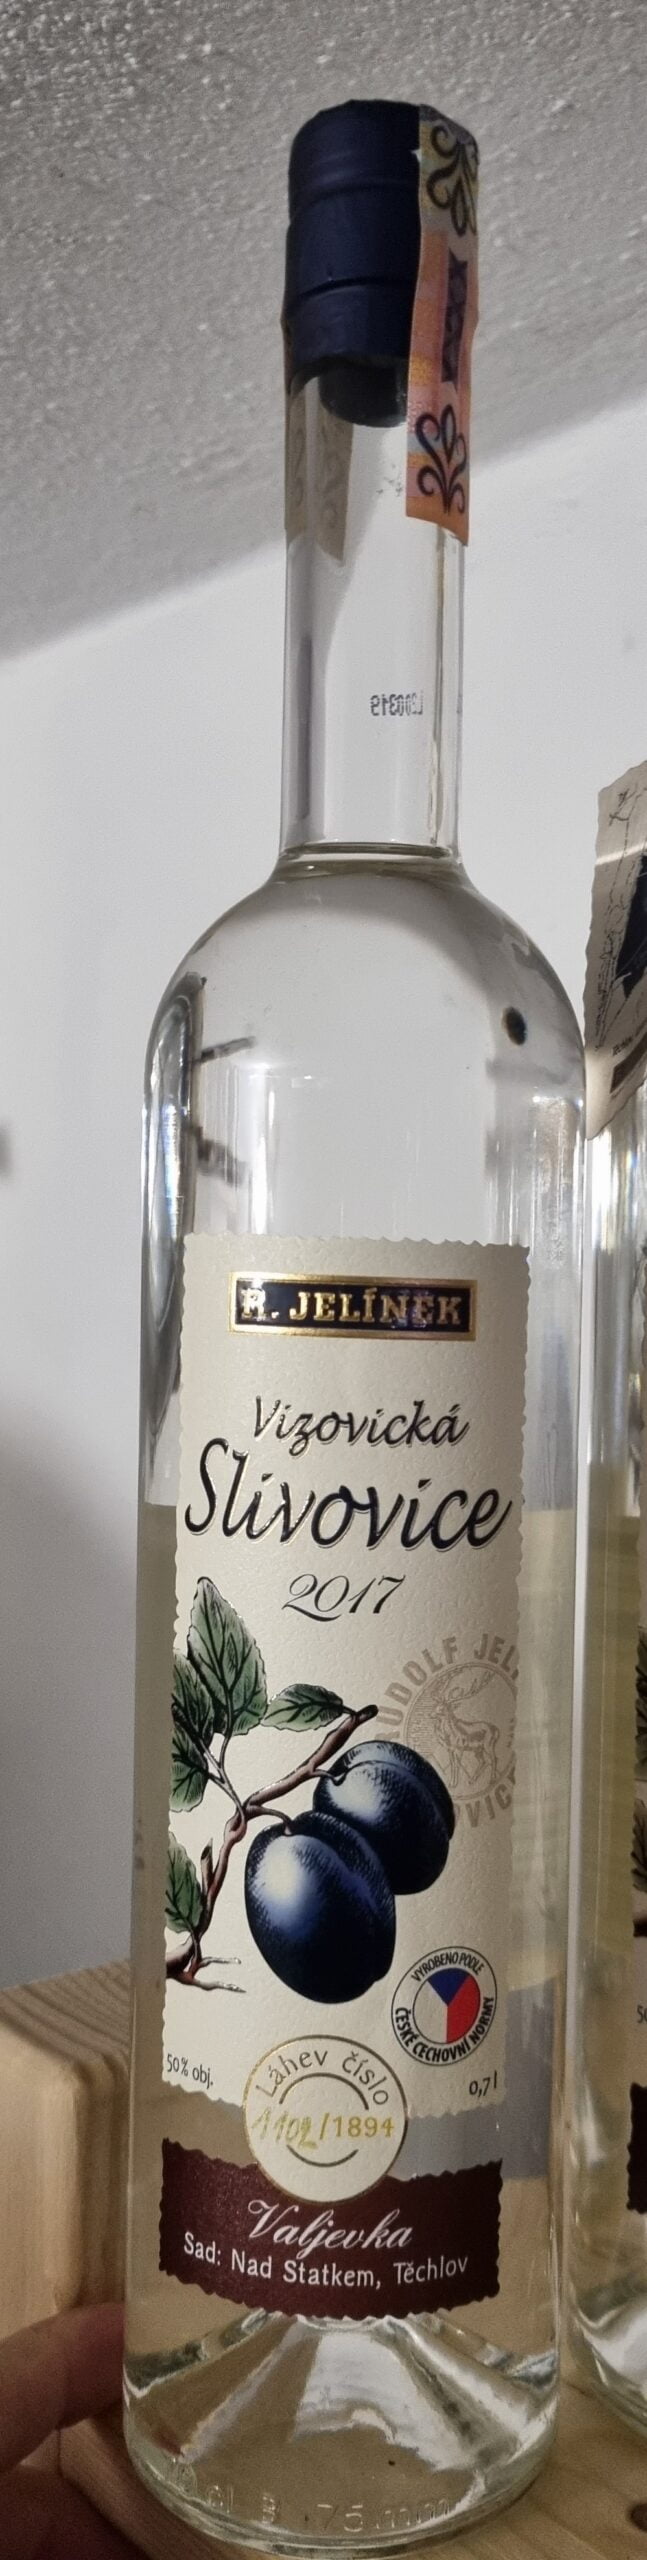 R. JELÍNEK
Vizovická
Slivovice
2017
RUDOLF JEL
VYROBENO PODLE
ČESKÉ CECHOVNÍ NORMY
50% obj.
0,7 l
Láhev číslo
1102/1894
Valjevka
Sad: Nad Statkem, Těchlov